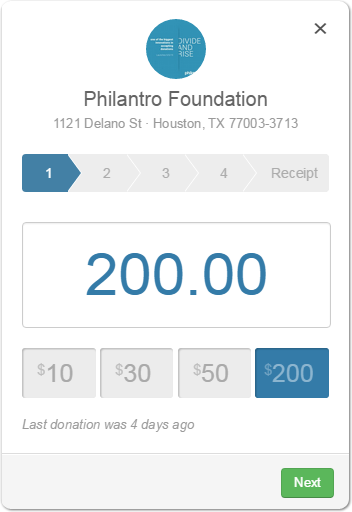 DIVIDE
AND
RISE
×
Philantro Foundation
1121 Delano St · Houston, TX 77003-3713
1 2 3 4 Receipt
200.00
$10 $30 $50 $200
Last donation was 4 days ago
Next